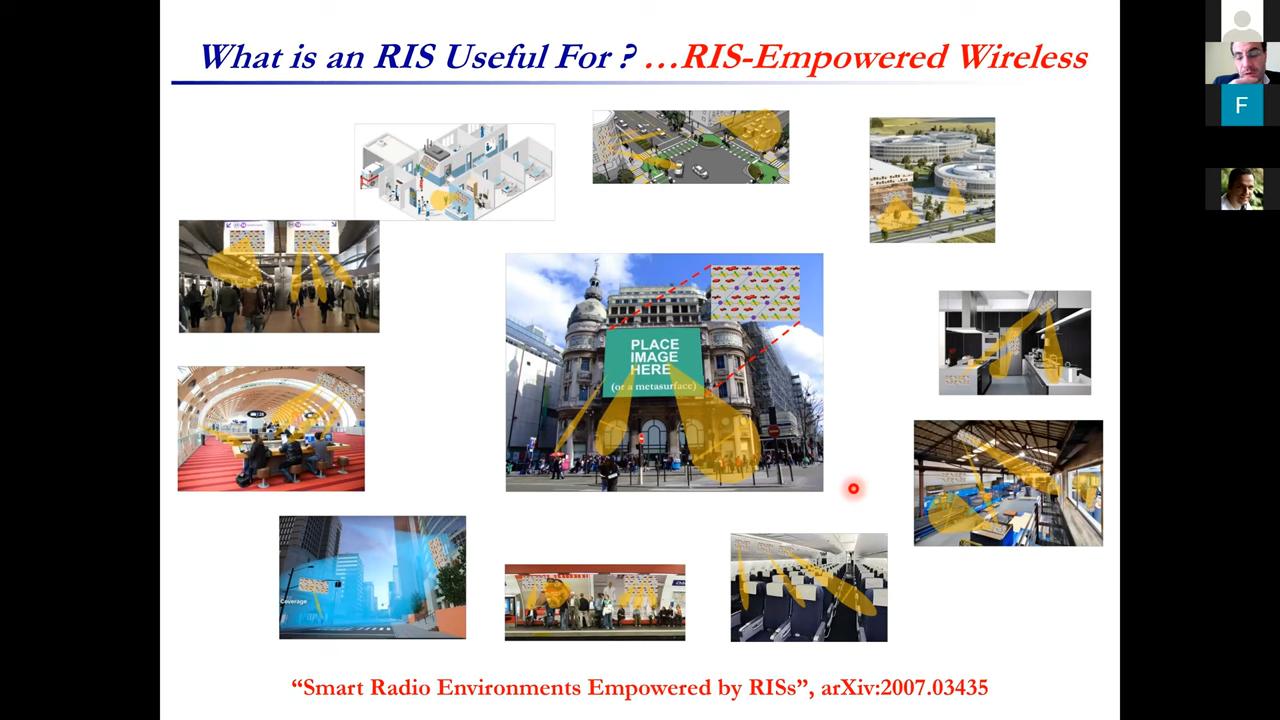 What is an RIS Useful For ? …RIS-Empowered Wireless
PLACE
IMAGE
HERE
(or a metasurface)
Coverage
F
“Smart Radio Environments Empowered by RISs”, arXiv:2007.03435